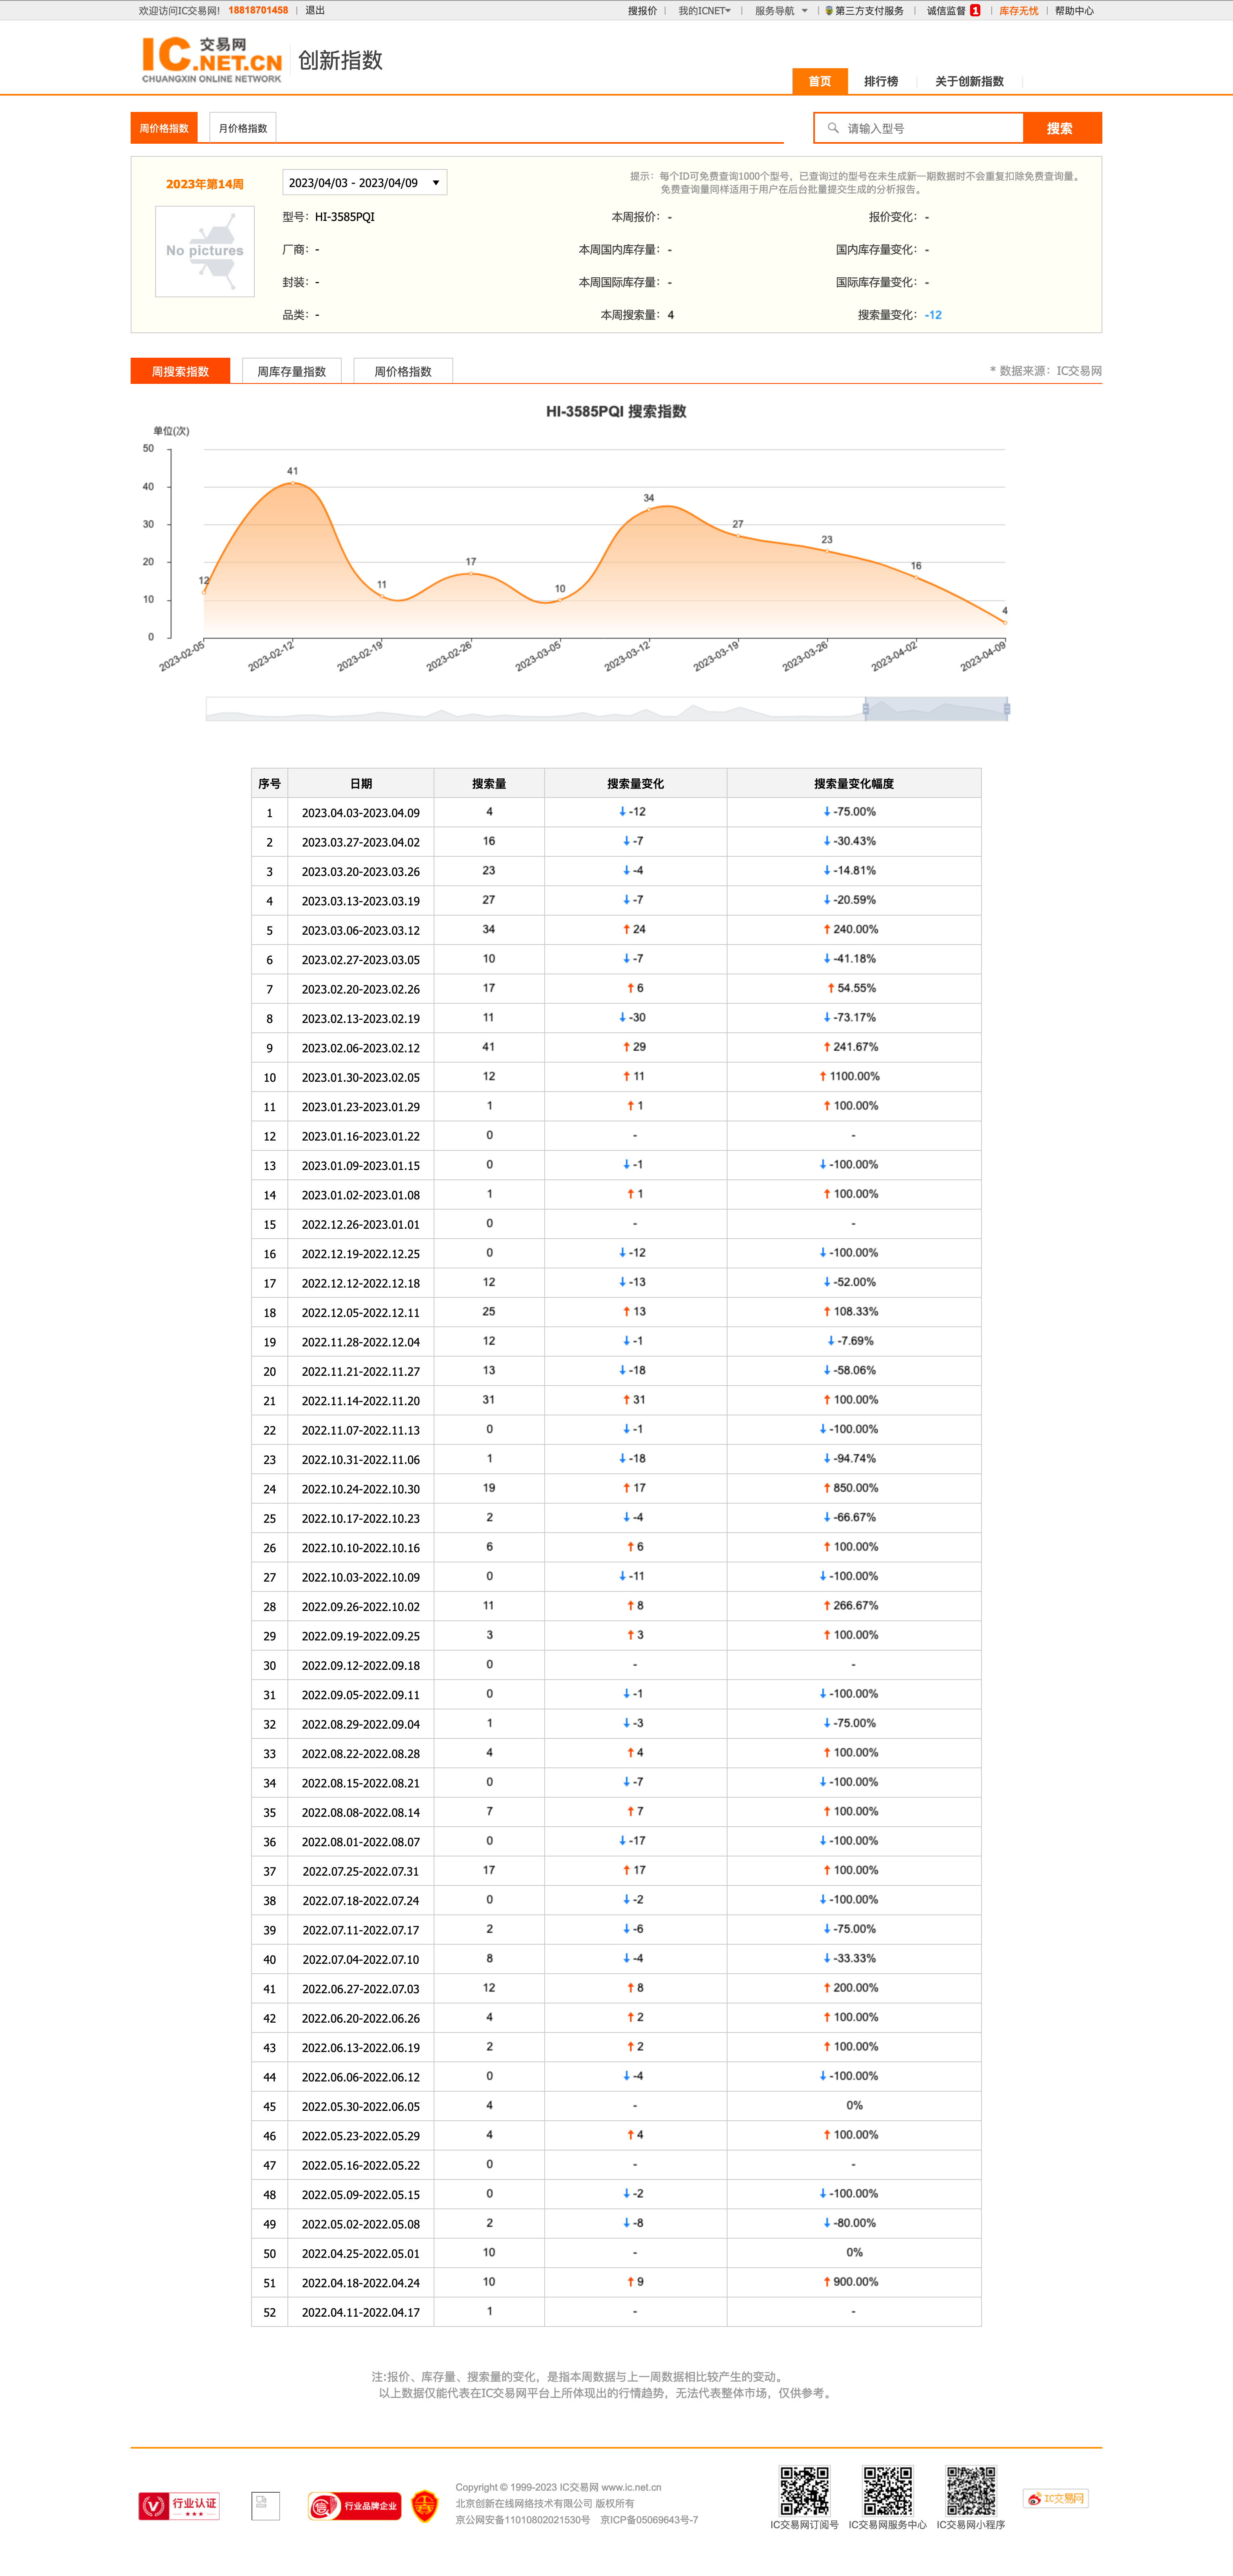 欢迎访问IC交易网! 18818701458 | 退出 搜报价 | 我的ICNET | 服务导航 | 第三方支付服务 | 诚信监督 1 | 库存无忧 | 帮助中心
IC 交易网 .NET.CN CHUANGXIN ONLINE NETWORK 创新指数
首页 排行榜 关于创新指数
周价格指数 月价格指数 请输入型号 搜索
2023年第14周 2023/04/03 - 2023/04/09 提示：每个ID可免费查询1000个型号，已查询过的型号在未生成新一期数据时不会重复扣除免费查询量。
免费查询量同样适用于用户在后台批量提交生成的分析报告。
No pictures
型号：HI-3585PQI 本周报价：- 报价变化：-
厂商：- 本周国内库存量：- 国内库存量变化：-
封装：- 本周国际库存量：- 国际库存量变化：-
品类：- 本周搜索量：4 搜索量变化：-12
周搜索指数 周库存量指数 周价格指数 * 数据来源：IC交易网
HI-3585PQI 搜索指数
单位(次)
50
40
30
20
10
0
12 41 11 17 10 34 27 23 16 4
2023-02-05 2023-02-12 2023-02-19 2023-02-26 2023-03-05 2023-03-12 2023-03-19 2023-03-26 2023-04-02 2023-04-09
序号 日期 搜索量 搜索量变化 搜索量变化幅度
1 2023.04.03-2023.04.09 4 ↓-12 ↓-75.00%
2 2023.03.27-2023.04.02 16 ↓-7 ↓-30.43%
3 2023.03.20-2023.03.26 23 ↓-4 ↓-14.81%
4 2023.03.13-2023.03.19 27 ↓-7 ↓-20.59%
5 2023.03.06-2023.03.12 34 ↑24 ↑240.00%
6 2023.02.27-2023.03.05 10 ↓-7 ↓-41.18%
7 2023.02.20-2023.02.26 17 ↑6 ↑54.55%
8 2023.02.13-2023.02.19 11 ↓-30 ↓-73.17%
9 2023.02.06-2023.02.12 41 ↑29 ↑241.67%
10 2023.01.30-2023.02.05 12 ↑11 ↑1100.00%
11 2023.01.23-2023.01.29 1 ↑1 ↑100.00%
12 2023.01.16-2023.01.22 0 - -
13 2023.01.09-2023.01.15 0 ↓-1 ↓-100.00%
14 2023.01.02-2023.01.08 1 ↑1 ↑100.00%
15 2022.12.26-2023.01.01 0 - -
16 2022.12.19-2022.12.25 0 ↓-12 ↓-100.00%
17 2022.12.12-2022.12.18 12 ↓-13 ↓-52.00%
18 2022.12.05-2022.12.11 25 ↑13 ↑108.33%
19 2022.11.28-2022.12.04 12 ↓-1 ↓-7.69%
20 2022.11.21-2022.11.27 13 ↓-18 ↓-58.06%
21 2022.11.14-2022.11.20 31 ↑31 ↑100.00%
22 2022.11.07-2022.11.13 0 ↓-1 ↓-100.00%
23 2022.10.31-2022.11.06 1 ↓-18 ↓-94.74%
24 2022.10.24-2022.10.30 19 ↑17 ↑850.00%
25 2022.10.17-2022.10.23 2 ↓-4 ↓-66.67%
26 2022.10.10-2022.10.16 6 ↑6 ↑100.00%
27 2022.10.03-2022.10.09 0 ↓-11 ↓-100.00%
28 2022.09.26-2022.10.02 11 ↑8 ↑266.67%
29 2022.09.19-2022.09.25 3 ↑3 ↑100.00%
30 2022.09.12-2022.09.18 0 - -
31 2022.09.05-2022.09.11 0 ↓-1 ↓-100.00%
32 2022.08.29-2022.09.04 1 ↓-3 ↓-75.00%
33 2022.08.22-2022.08.28 4 ↑4 ↑100.00%
34 2022.08.15-2022.08.21 0 ↓-7 ↓-100.00%
35 2022.08.08-2022.08.14 7 ↑7 ↑100.00%
36 2022.08.01-2022.08.07 0 ↓-17 ↓-100.00%
37 2022.07.25-2022.07.31 17 ↑17 ↑100.00%
38 2022.07.18-2022.07.24 0 ↓-2 ↓-100.00%
39 2022.07.11-2022.07.17 2 ↓-6 ↓-75.00%
40 2022.07.04-2022.07.10 8 ↓-4 ↓-33.33%
41 2022.06.27-2022.07.03 12 ↑8 ↑200.00%
42 2022.06.20-2022.06.26 4 ↑2 ↑100.00%
43 2022.06.13-2022.06.19 2 ↑2 ↑100.00%
44 2022.06.06-2022.06.12 0 ↓-4 ↓-100.00%
45 2022.05.30-2022.06.05 4 - 0%
46 2022.05.23-2022.05.29 4 ↑4 ↑100.00%
47 2022.05.16-2022.05.22 0 - -
48 2022.05.09-2022.05.15 0 ↓-2 ↓-100.00%
49 2022.05.02-2022.05.08 2 ↓-8 ↓-80.00%
50 2022.04.25-2022.05.01 10 - 0%
51 2022.04.18-2022.04.24 10 ↑9 ↑900.00%
52 2022.04.11-2022.04.17 1 - -
注:报价、库存量、搜索量的变化，是指本周数据与上一周数据相比较产生的变动。
以上数据仅能代表在IC交易网平台上所体现出的行情趋势，无法代表整体市场，仅供参考。
行业认证 行业品牌企业
Copyright © 1999-2023 IC交易网 www.ic.net.cn
北京创新在线网络技术有限公司 版权所有
京公网安备11010802021530号 京ICP备05069643号-7
IC交易网订阅号 IC交易网服务中心 IC交易网小程序
IC交易网